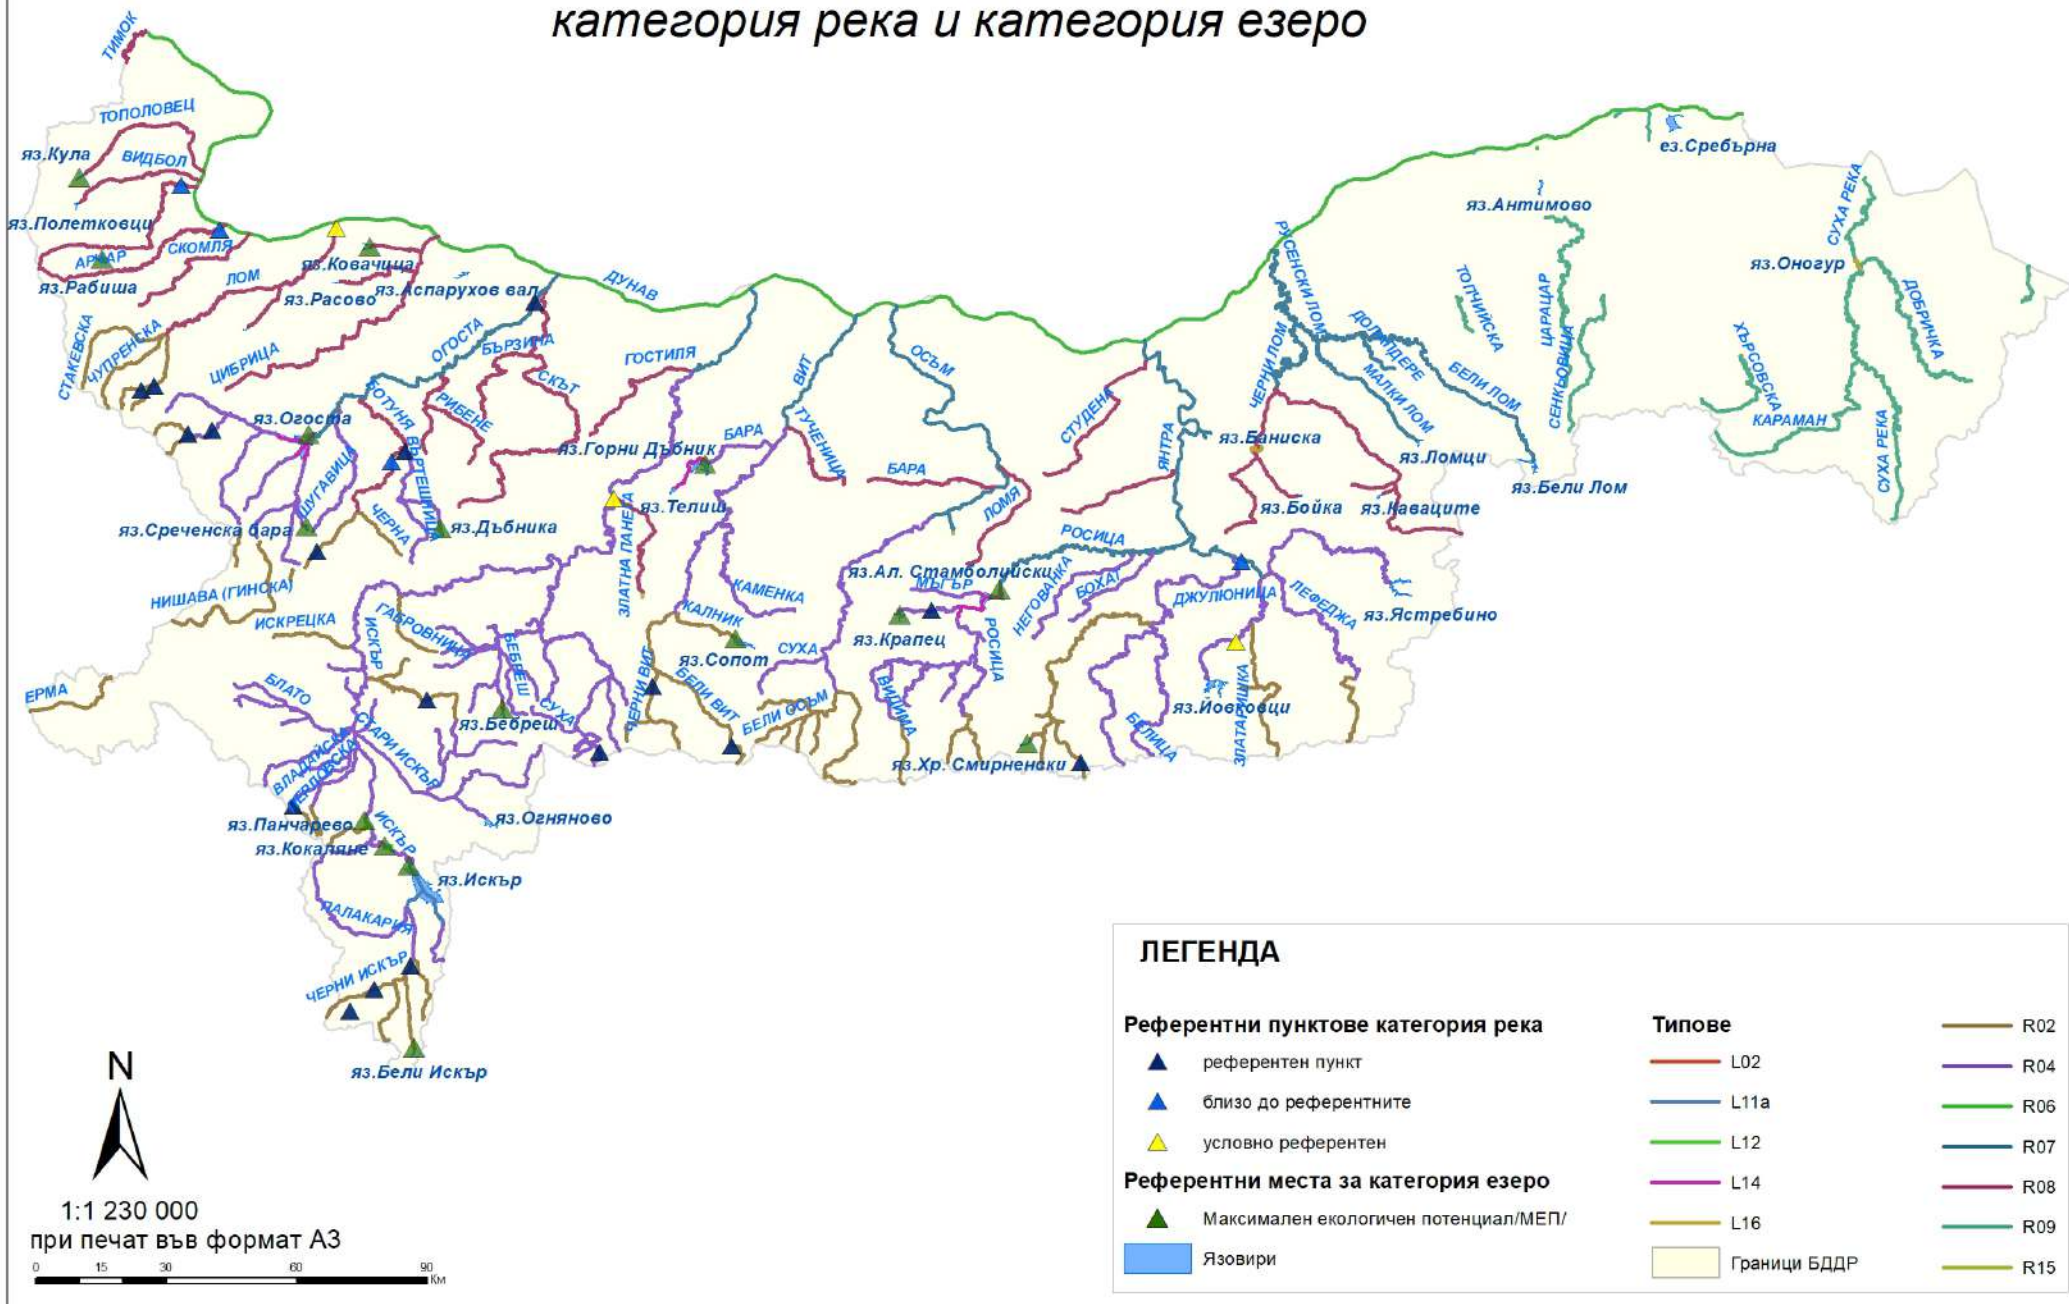 категория река и категория езеро
ТИМОК
ТОПОЛОВЕЦ
яз.Кула
ВИДБОЛ
яз.Полетковци
АРЧАР
СКОМЛЯ
яз.Рабиша
ЛОМ
яз.Ковачица
яз.Расово
яз.Аспарухов вал
ДУНАВ
СТАКЕВСКА
ЧУПРЕНСКА
ЦИБРИЦА
ОГОСТА
БЪРЗИНА
СКЪТ
ГОСТИЛЯ
ВИТ
ОСЪМ
БОТУНЯ
РИБЕНЕ
ВЪРТЕШНИЦА
яз.Огоста
ШУГАВИЦА
яз.Среченска бара
ЧЕРНА
яз.Дъбника
яз.Горни Дъбник
БАРА
ТУЧЕНИЦА
БАРА
яз.Телиш
ЗЛАТНА ПАНЕГА
ЛОМЯ
СТУДЕНА
ЯНТРА
РОСИЦА
РУСЕНСКИ ЛОМ
ЧЕРНИ ЛОМ
МАЛКИ ЛОМ
БЕЛИ ЛОМ
яз.Баниска
яз.Ломци
яз.Бойка
яз.Каваците
яз.Бели Лом
ез.Сребърна
яз.Антимово
ТОПЧИЙСКА
ЦАРАЦАР
СЕНКЬОВИЦА
СУХА РЕКА
яз.Оногур
ДОБРИЧКА
ХЪРСОВСКА
КАРАМАН
СУХА РЕКА
НИШАВА (ГИНСКА)
ИСКРЕЦКА
ИСКЪР
ГАБРОВНИЦА
БЕБРЕШ
КАМЕНКА
КАЛНИК
яз.Сопот
СУХА
яз.Ал. Стамболийски
МЪГЪР
яз.Крапец
НЕГОВАНКА
БОХАТ
ДЖУЛЮНИЦА
ЛЕФЕДЖА
яз.Ястребино
РОСИЦА
ВИДИМА
ЕРМА
БЛАТО
СТАРИ ИСКЪР
яз.Бебреш
СУХА
ЧЕРНИ ВИТ
БЕЛИ ВИТ
БЕЛИ ОСЪМ
яз.Йовковци
ЗЛАТАРИШКА
БЕЛИЦА
яз.Хр. Смирненски
ВЛАДАЙСКА
яз.Панчарево
ИСКЪР
яз.Огняново
яз.Кокаляне
яз.Искър
ПАЛАКАРИЯ
ЧЕРНИ ИСКЪР
яз.Бели Искър
N
1:1 230 000
при печат във формат А3
0 15 30 60 90
Км
ЛЕГЕНДА
Референтни пунктове категория река
референтен пункт
близо до референтните
условно референтен
Референтни места за категория езеро
Максимален екологичен потенциал/МЕП/
Язовири
Типове
L02
L11a
L12
L14
L16
Граници БДДР
R02
R04
R06
R07
R08
R09
R15